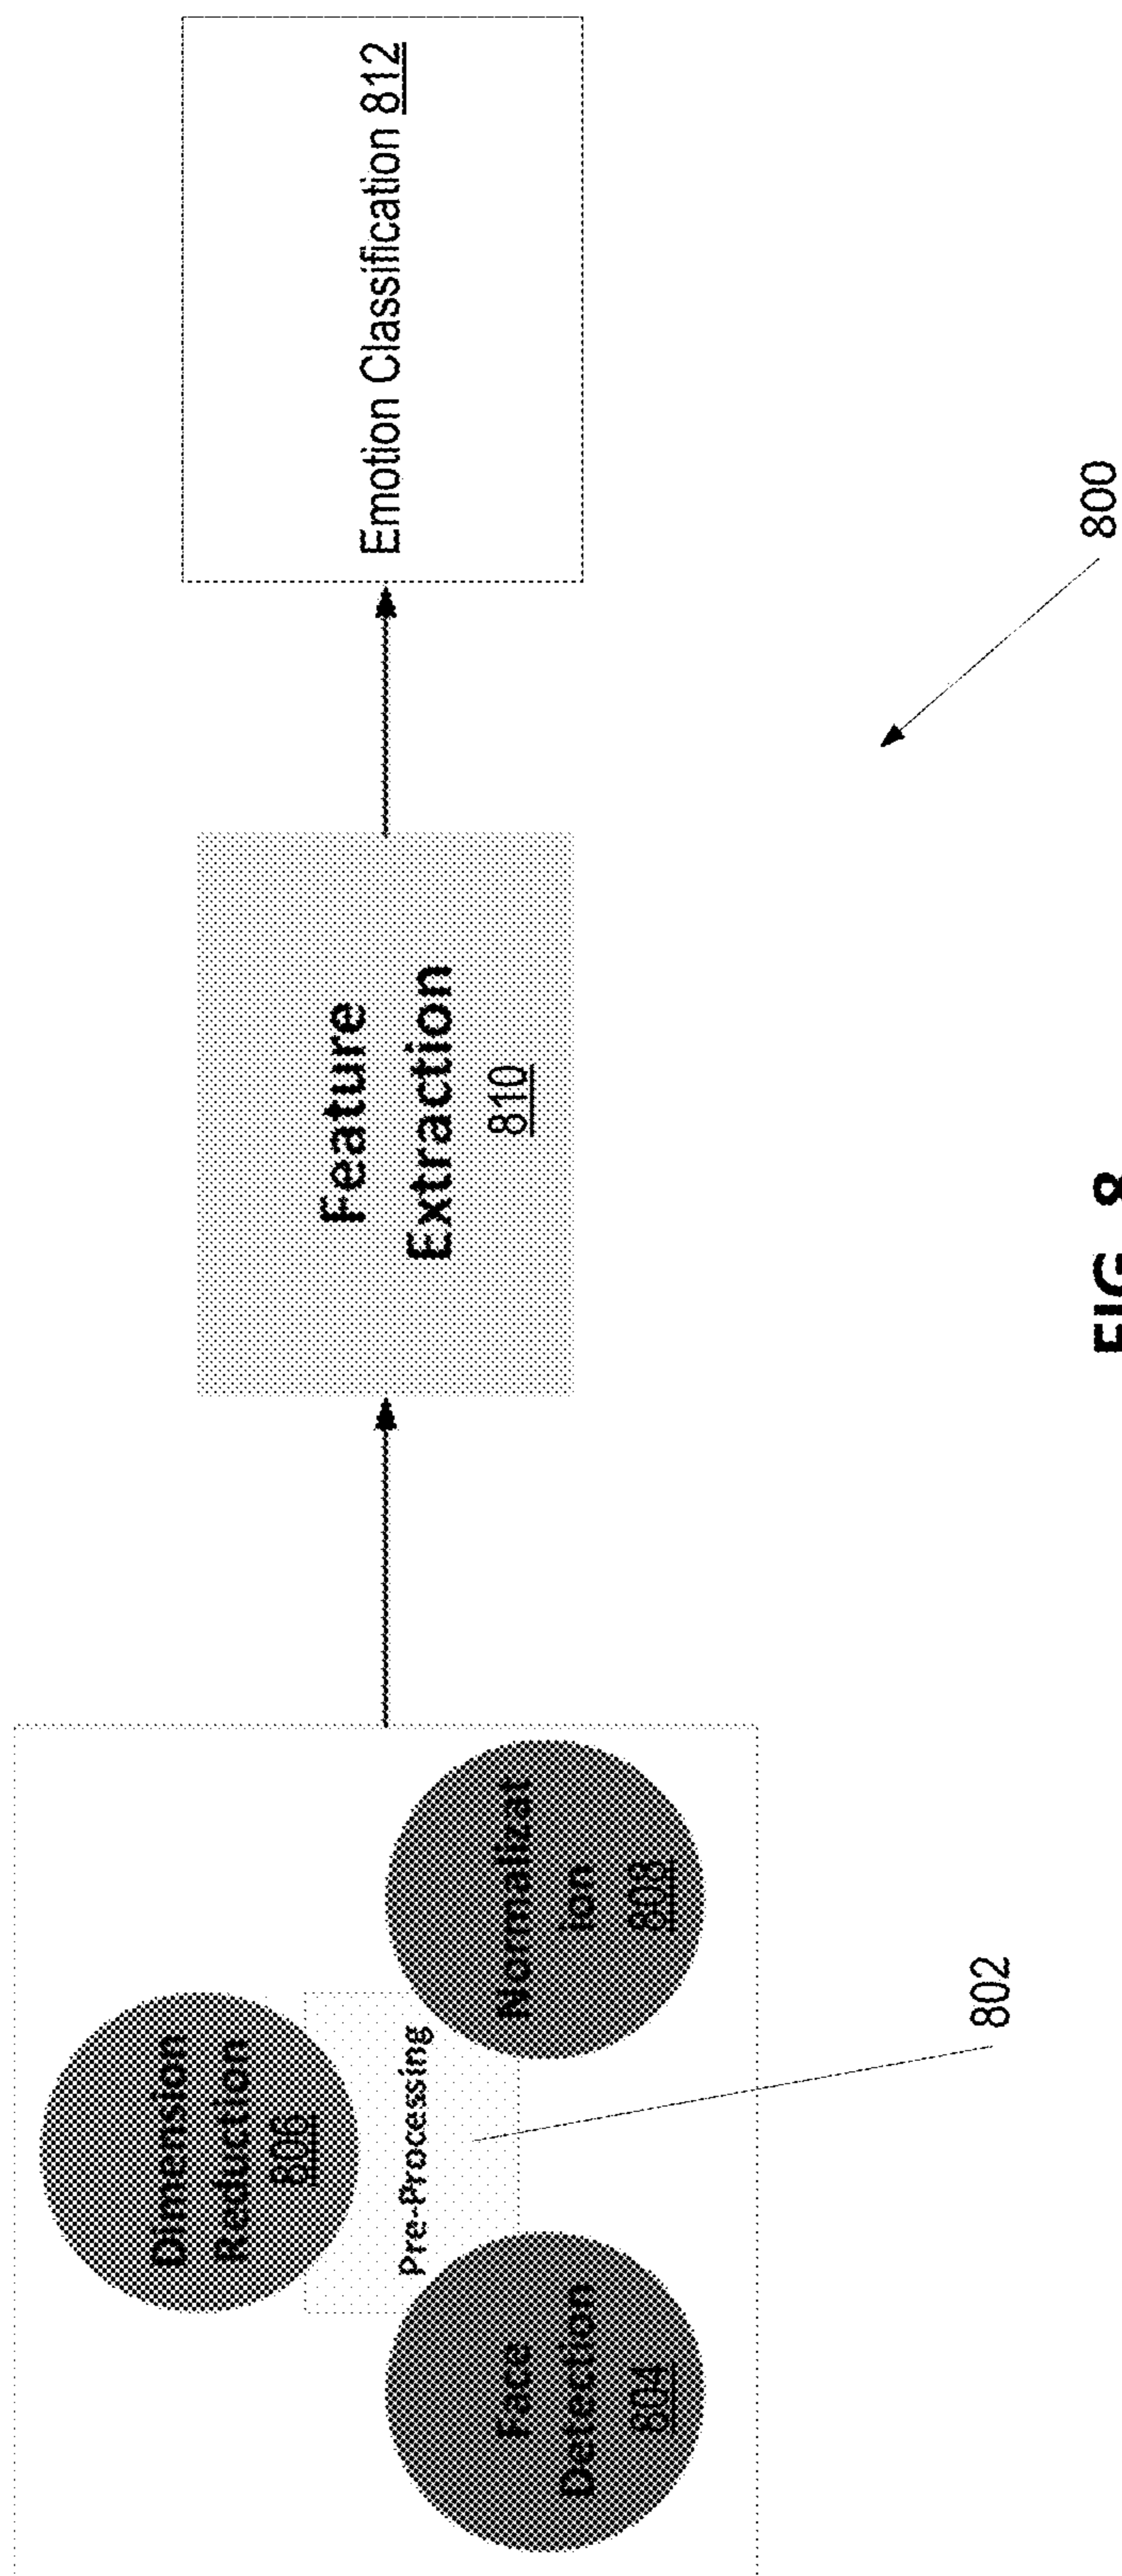 Dimension
Reduction
806
Pre-Processing
Face
Detection
804
Normalizat
ion
808
802
Feature
Extraction
810
Emotion Classification 812
800
FIG. 8